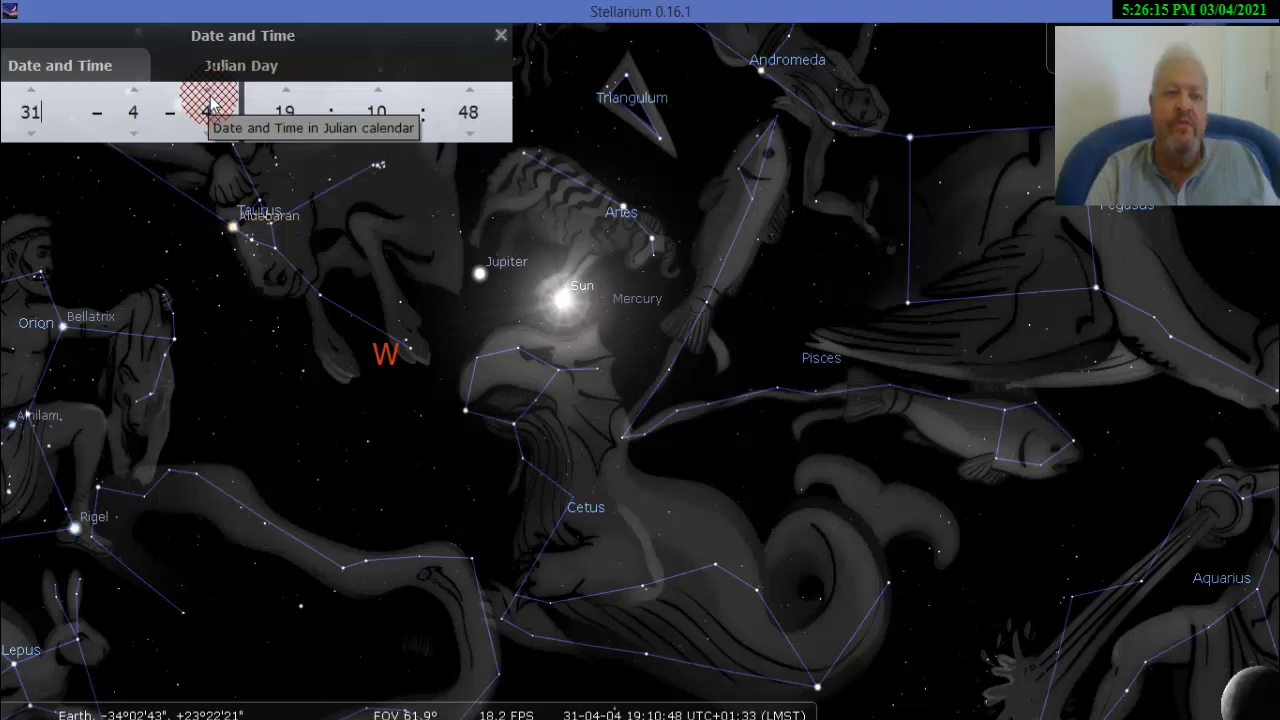 Stellarium 0.16.1
5:26:15 PM 03/04/2021
Date and Time
Date and Time
Julian Day
31 - 4 - 4 19 : 10 : 48
Date and Time in Julian calendar
Andromeda
Triangulum
Taurus
Aldebaran
Aries
Pegasus
Jupiter
Sun
Mercury
Orion
Bellatrix
W
Pisces
Alnilam
Cetus
Rigel
Aquarius
Lepus
Earth, -34°02'43", +23°22'21"
FOV 61.9°
18.2 FPS
31-04-04 19:10:48 UTC+01:33 (LMST)